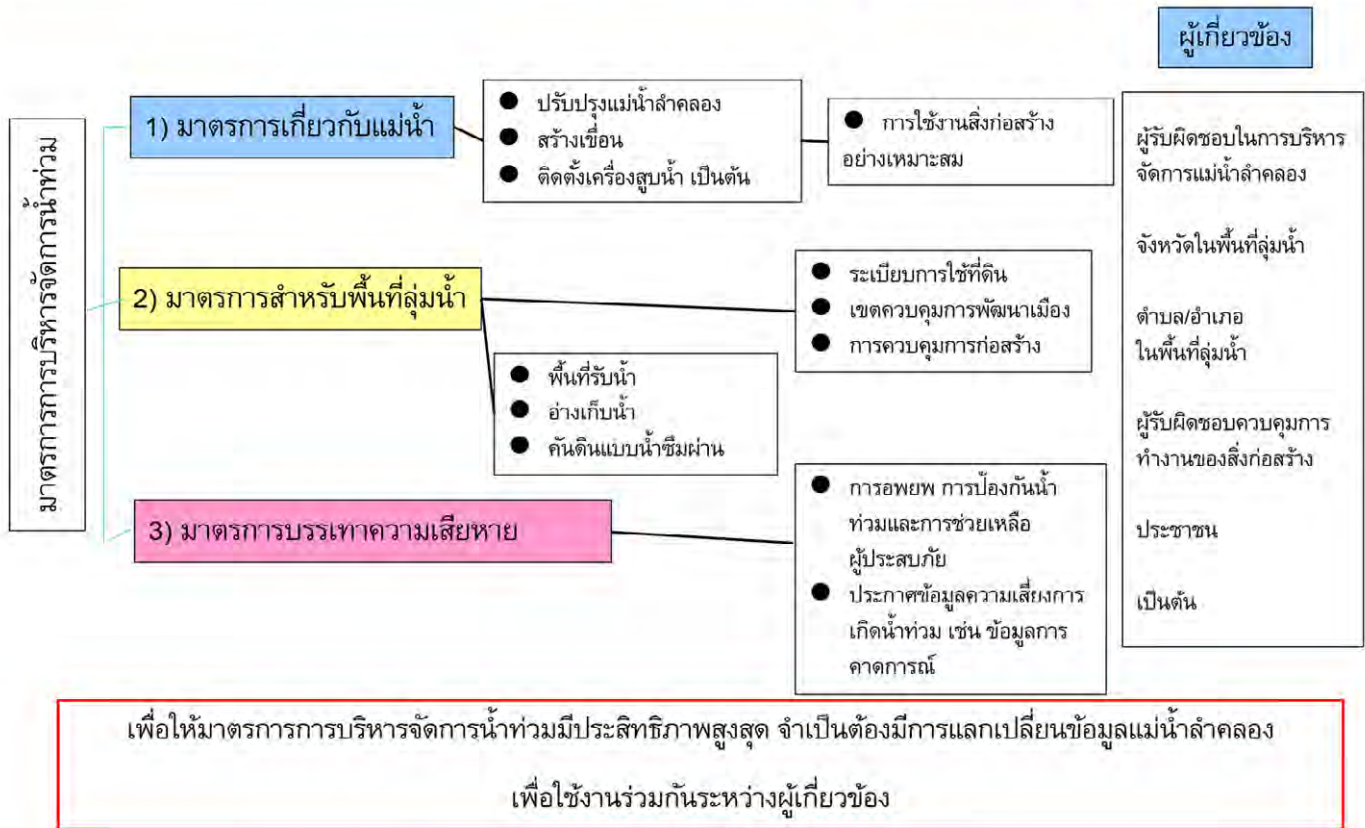 ผู้เกี่ยวข้อง
มาตรการการบริหารจัดการน้ำท่วม
1) มาตรการเกี่ยวกับแม่น้ำ
● ปรับปรุงแม่น้ำลำคลอง
● สร้างเขื่อน
● ติดตั้งเครื่องสูบน้ำ เป็นต้น
● การใช้งานสิ่งก่อสร้าง
อย่างเหมาะสม
2) มาตรการสำหรับพื้นที่ลุ่มน้ำ
● ระเบียบการใช้ที่ดิน
● เขตควบคุมการพัฒนาเมือง
● การควบคุมการก่อสร้าง
● พื้นที่รับน้ำ
● อ่างเก็บน้ำ
● คันดินแบบน้ำซึมผ่าน
3) มาตรการบรรเทาความเสียหาย
● การอพยพ การป้องกันน้ำ
ท่วมและการช่วยเหลือ
ผู้ประสบภัย
● ประกาศข้อมูลความเสี่ยงการ
เกิดน้ำท่วม เช่น ข้อมูลการ
คาดการณ์
ผู้รับผิดชอบในการบริหาร
จัดการแม่น้ำลำคลอง
จังหวัดในพื้นที่ลุ่มน้ำ
ตำบล/อำเภอ
ในพื้นที่ลุ่มน้ำ
ผู้รับผิดชอบควบคุมการ
ทำงานของสิ่งก่อสร้าง
ประชาชน
เป็นต้น
เพื่อให้มาตรการการบริหารจัดการน้ำท่วมมีประสิทธิภาพสูงสุด จำเป็นต้องมีการแลกเปลี่ยนข้อมูลแม่น้ำลำคลอง
เพื่อใช้งานร่วมกันระหว่างผู้เกี่ยวข้อง